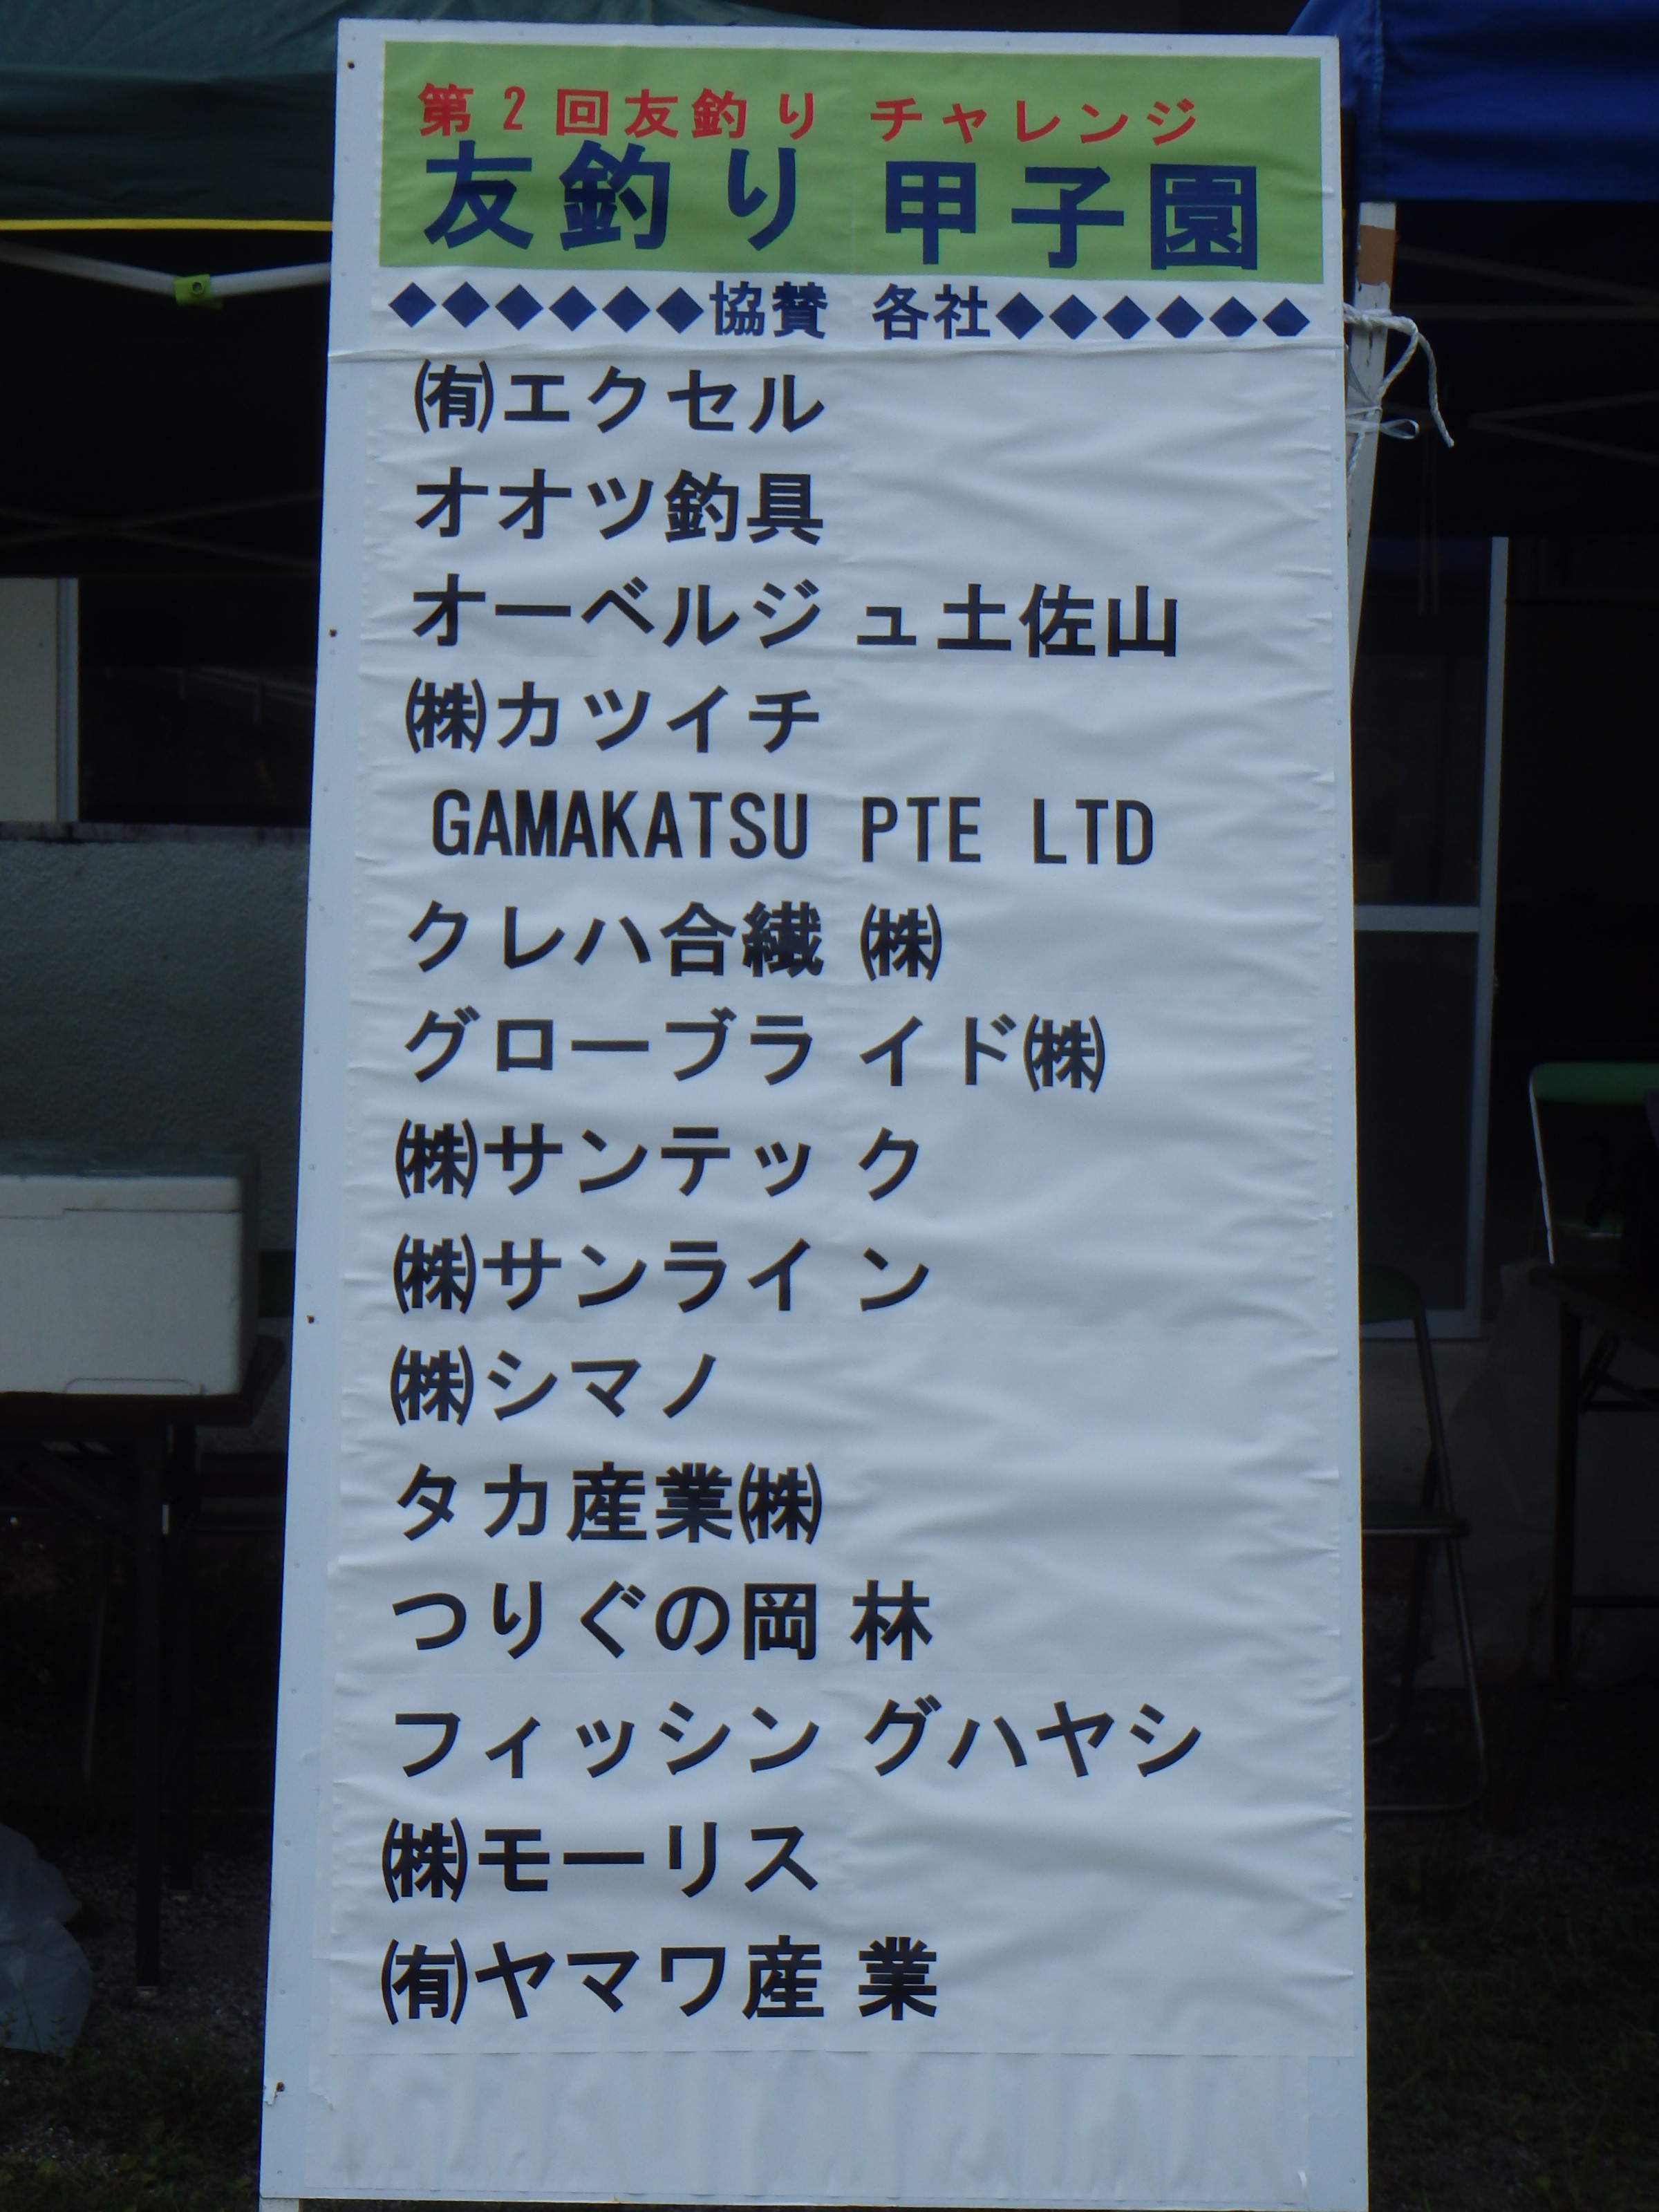 第2回友釣り チャレンジ
友釣り 甲子園
◆◆◆◆◆◆協賛 各社◆◆◆◆◆◆
㈲エクセル
オオツ釣具
オーベルジュ土佐山
㈱カツイチ
GAMAKATSU PTE LTD
クレハ合繊 ㈱
グローブライド㈱
㈱サンテック
㈱サンライン
㈱シマノ
タカ産業㈱
つりぐの岡林
フィッシングハヤシ
㈱モーリス
㈲ヤマワ産業